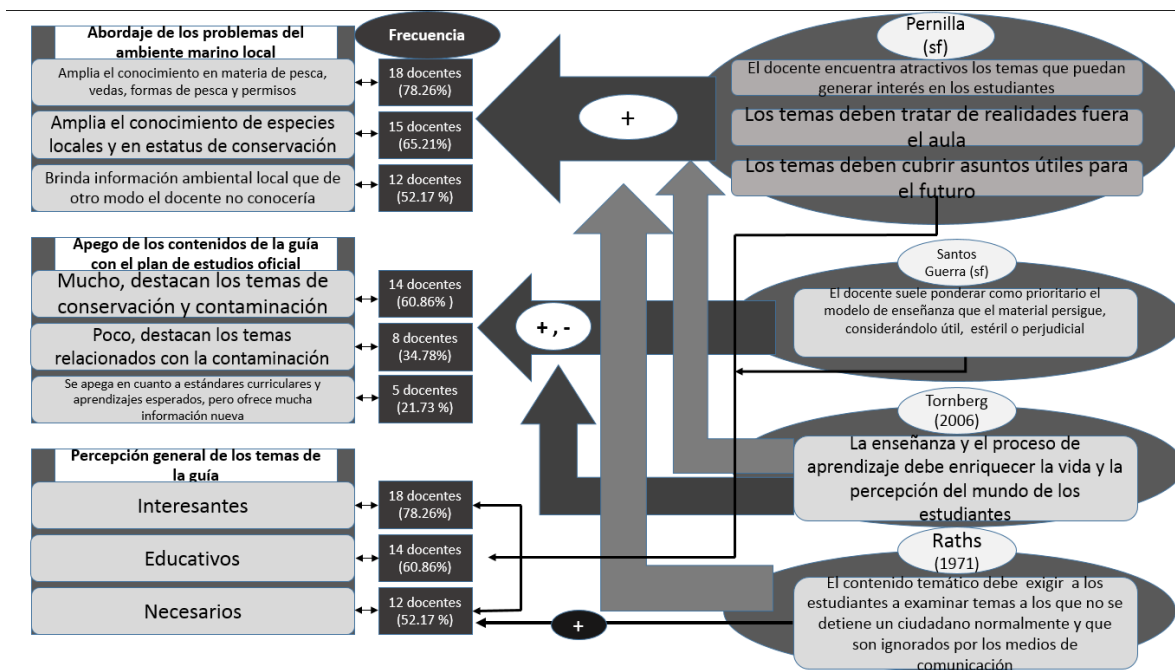 Abordaje de los problemas del
ambiente marino local
Frecuencia
Amplia el conocimiento en materia de pesca,
vedas, formas de pesca y permisos
18 docentes
(78.26%)
Amplia el conocimiento de especies
locales y en estatus de conservación
15 docentes
(65.21%)
Brinda información ambiental local que de
otro modo el docente no conocería
12 docentes
(52.17 %)
Apego de los contenidos de la guía
con el plan de estudios oficial
Mucho, destacan los temas de
conservación y contaminación
14 docentes
(60.86% )
Poco, destacan los temas
relacionados con la contaminación
8 docentes
(34.78%)
Se apega en cuanto a estándares curriculares y
aprendizajes esperados, pero ofrece mucha
información nueva
5 docentes
(21.73 %)
Percepción general de los temas de
la guía
Interesantes
18 docentes
(78.26%)
Educativos
14 docentes
(60.86%)
Necesarios
12 docentes
(52.17 %)
+
+ , -
+
Pernilla
(sf)
El docente encuentra atractivos los temas que puedan
generar interés en los estudiantes
Los temas deben tratar de realidades fuera
el aula
Los temas deben cubrir asuntos útiles para
el futuro
Santos
Guerra (sf)
El docente suele ponderar como prioritario el
modelo de enseñanza que el material persigue,
considerándolo útil, estéril o perjudicial
Tornberg
(2006)
La enseñanza y el proceso de
aprendizaje debe enriquecer la vida y la
percepción del mundo de los
estudiantes
Raths
(1971)
El contenido temático debe exigir a los
estudiantes a examinar temas a los que no se
detiene un ciudadano normalmente y que
son ignorados por los medios de
comunicación